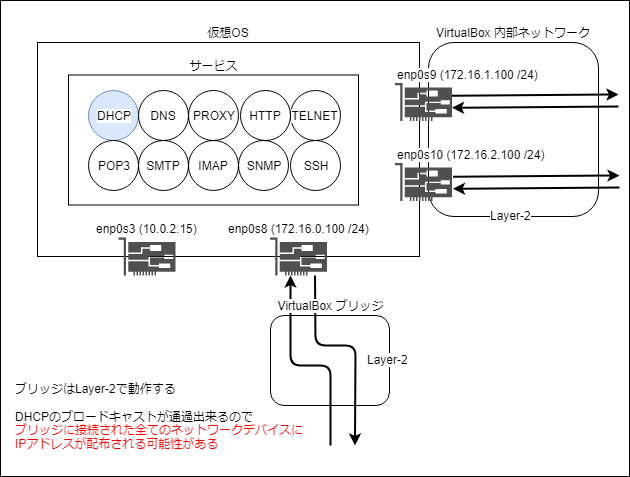 仮想OS
VirtualBox 内部ネットワーク
サービス
enp0s9 (172.16.1.100 /24)
DHCP
DNS
PROXY
HTTP
TELNET
enp0s10 (172.16.2.100 /24)
POP3
SMTP
IMAP
SNMP
SSH
Layer-2
enp0s3 (10.0.2.15)
enp0s8 (172.16.0.100 /24)
VirtualBox ブリッジ
Layer-2
ブリッジはLayer-2で動作する
DHCPのブロードキャストが通過出来るので
ブリッジに接続された全てのネットワークデバイスに
IPアドレスが配布される可能性がある